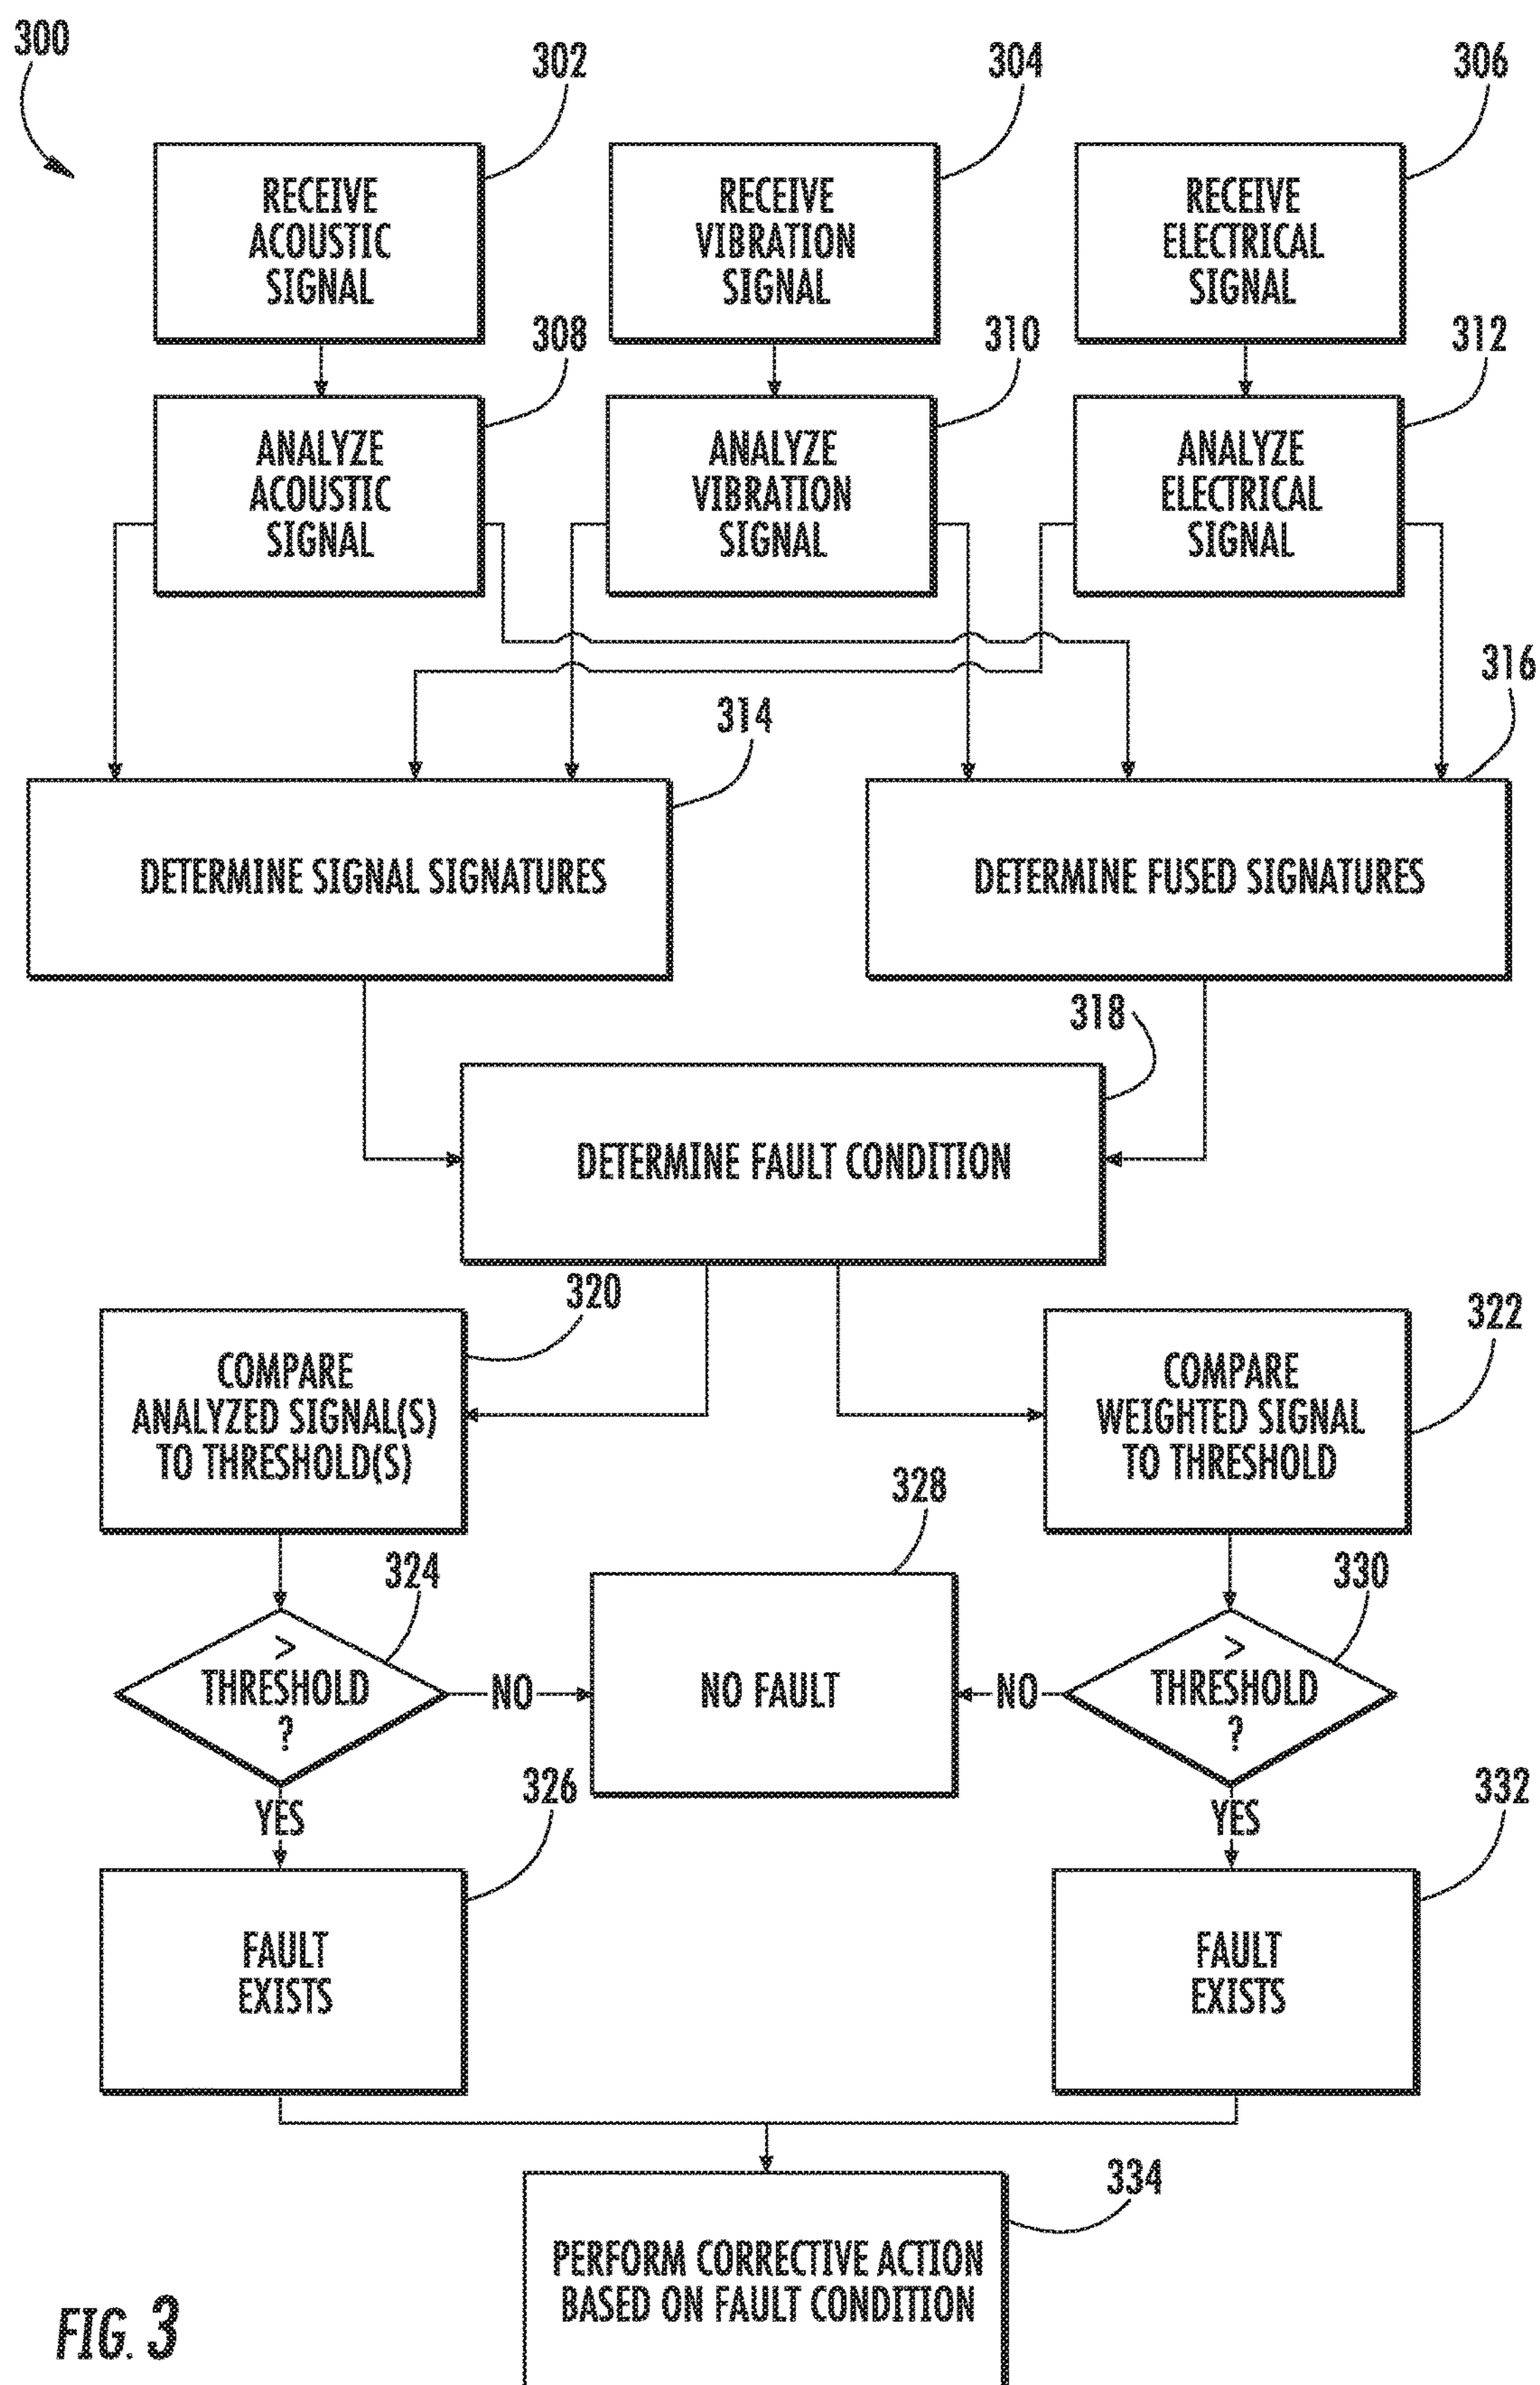 300
302
304
306
RECEIVE
ACOUSTIC
SIGNAL
RECEIVE
VIBRATION
SIGNAL
RECEIVE
ELECTRICAL
SIGNAL
308
310
312
ANALYZE
ACOUSTIC
SIGNAL
ANALYZE
VIBRATION
SIGNAL
ANALYZE
ELECTRICAL
SIGNAL
314
316
DETERMINE SIGNAL SIGNATURES
DETERMINE FUSED SIGNATURES
318
DETERMINE FAULT CONDITION
320
322
COMPARE
ANALYZED SIGNAL(S)
TO THRESHOLD(S)
COMPARE
WEIGHTED SIGNAL
TO THRESHOLD
324
328
330
>
THRESHOLD
?
NO
NO FAULT
NO
>
THRESHOLD
?
YES
YES
326
332
FAULT
EXISTS
FAULT
EXISTS
334
PERFORM CORRECTIVE ACTION
BASED ON FAULT CONDITION
FIG. 3